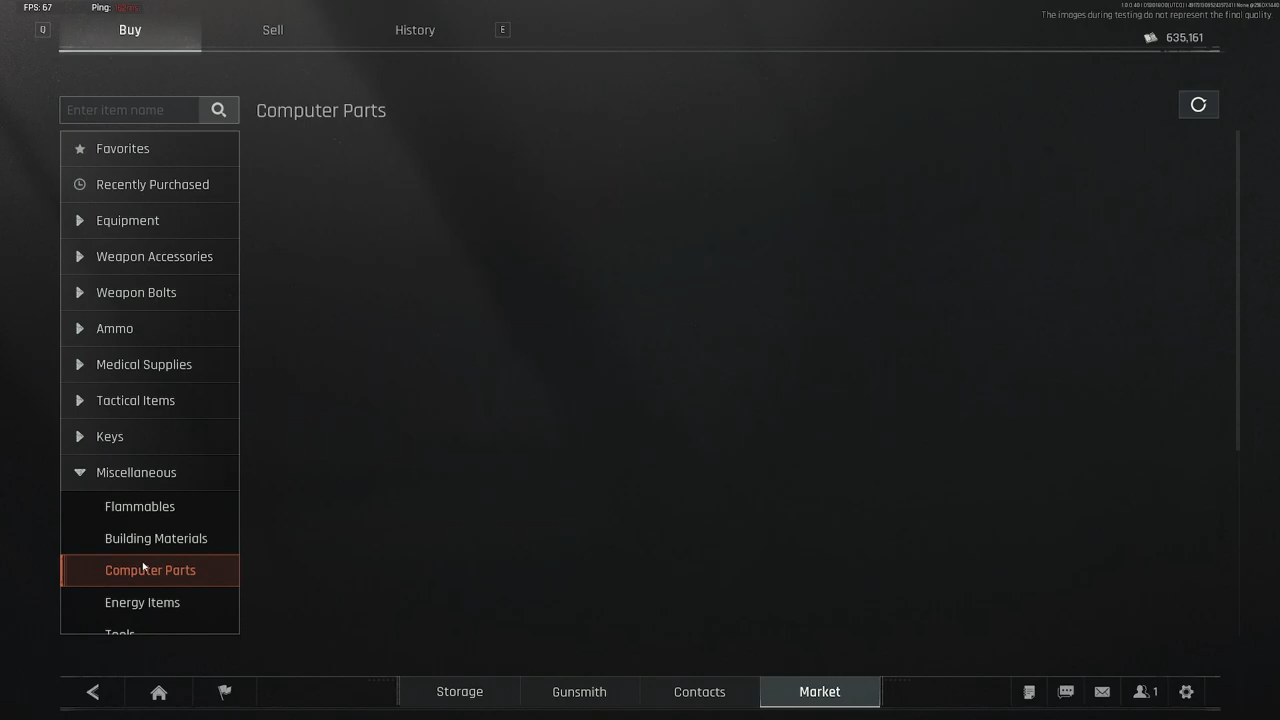 FPS: 67 Ping:
The images during testing do not represent the final quality
Q Buy Sell History E
635,161
Enter item name
Computer Parts
Favorites
Recently Purchased
Equipment
Weapon Accessories
Weapon Bolts
Ammo
Medical Supplies
Tactical Items
Keys
Miscellaneous
Flammables
Building Materials
Computer Parts
Energy Items
Tools
Storage Gunsmith Contacts Market
1